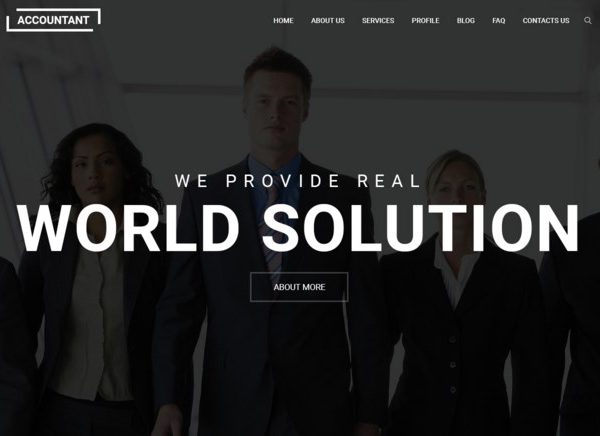 ACCOUNTANT
HOME ABOUT US SERVICES PROFILE BLOG FAQ CONTACTS US
WE PROVIDE REAL
WORLD SOLUTION
ABOUT MORE